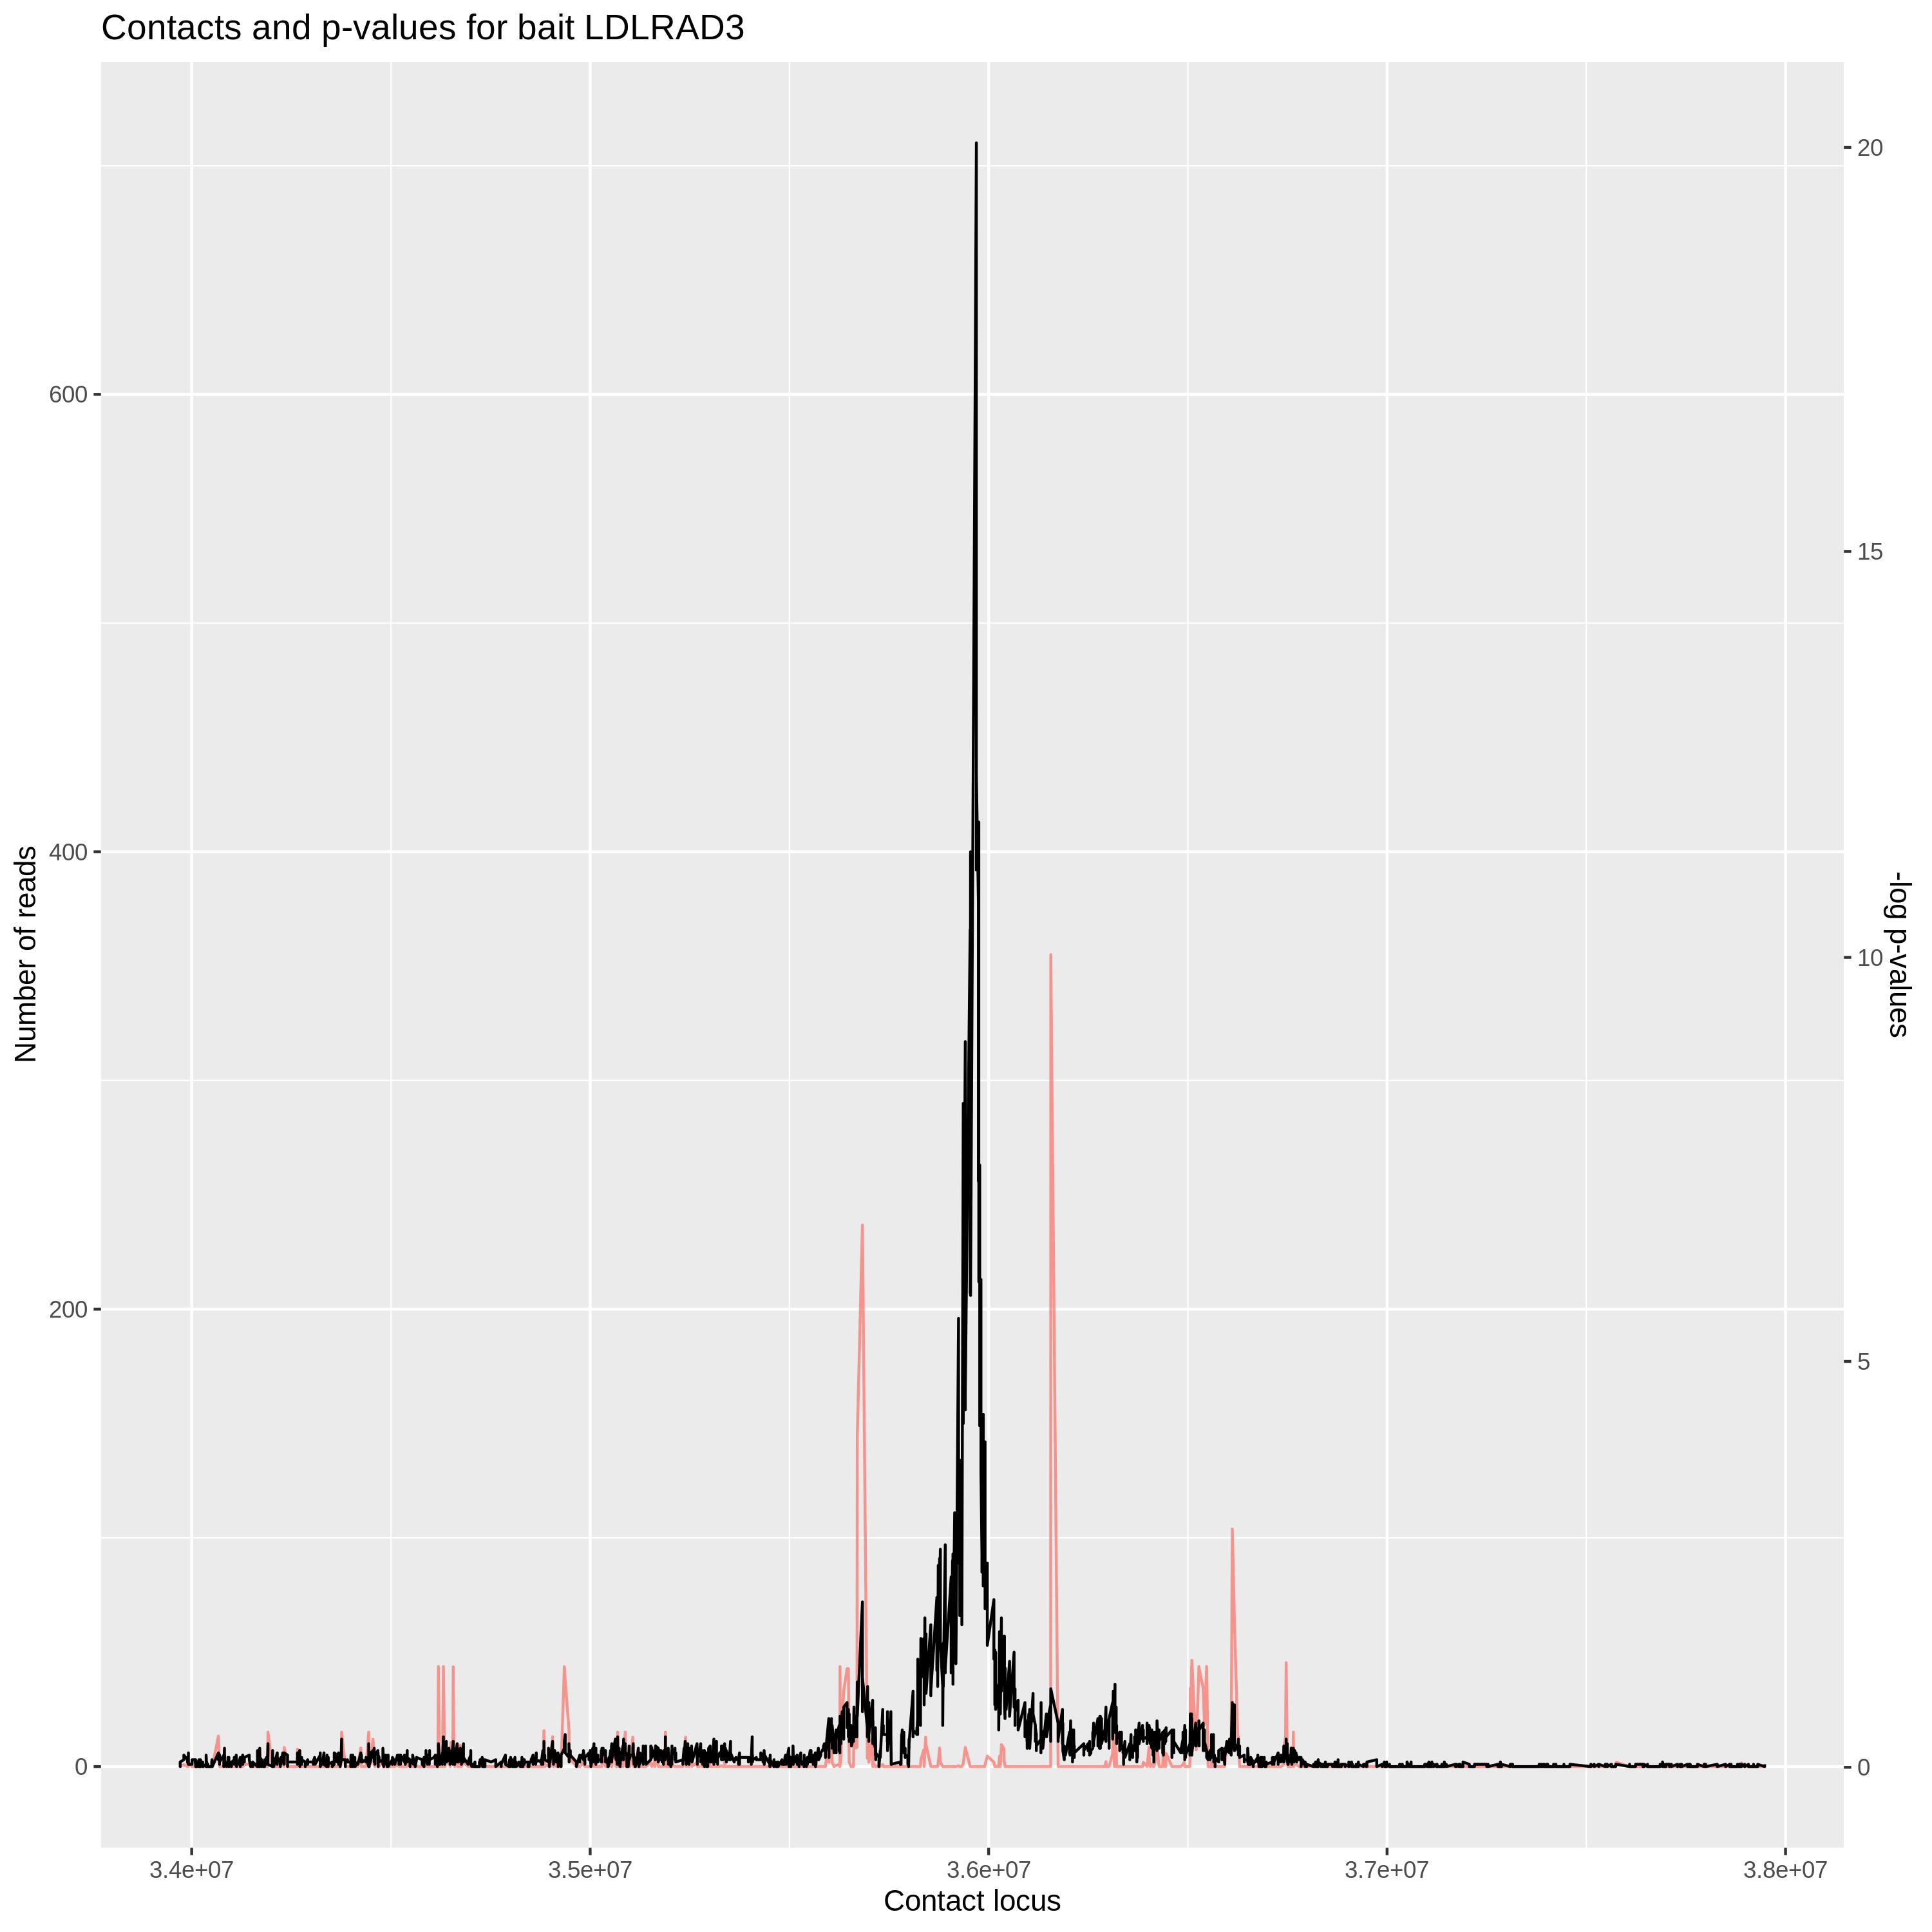 Contacts and p-values for bait LDLRAD3
Number of reads
600
400
200
0
20
15
10
5
0
-log p-values
3.4e+07 3.5e+07 3.6e+07 3.7e+07 3.8e+07
Contact locus